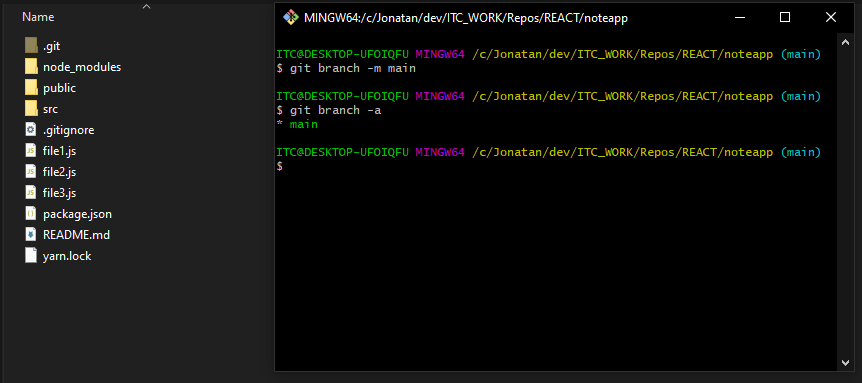 Name
.git
node_modules
public
src
.gitignore
file1.js
file2.js
file3.js
package.json
README.md
yarn.lock
MINGW64:/c/Jonatan/dev/ITC_WORK/Repos/REACT/noteapp
ITC@DESKTOP-UFOIQFU MINGW64 /c/Jonatan/dev/ITC_WORK/Repos/REACT/noteapp (main)
$ git branch -m main
ITC@DESKTOP-UFOIQFU MINGW64 /c/Jonatan/dev/ITC_WORK/Repos/REACT/noteapp (main)
$ git branch -a
* main
ITC@DESKTOP-UFOIQFU MINGW64 /c/Jonatan/dev/ITC_WORK/Repos/REACT/noteapp (main)
$